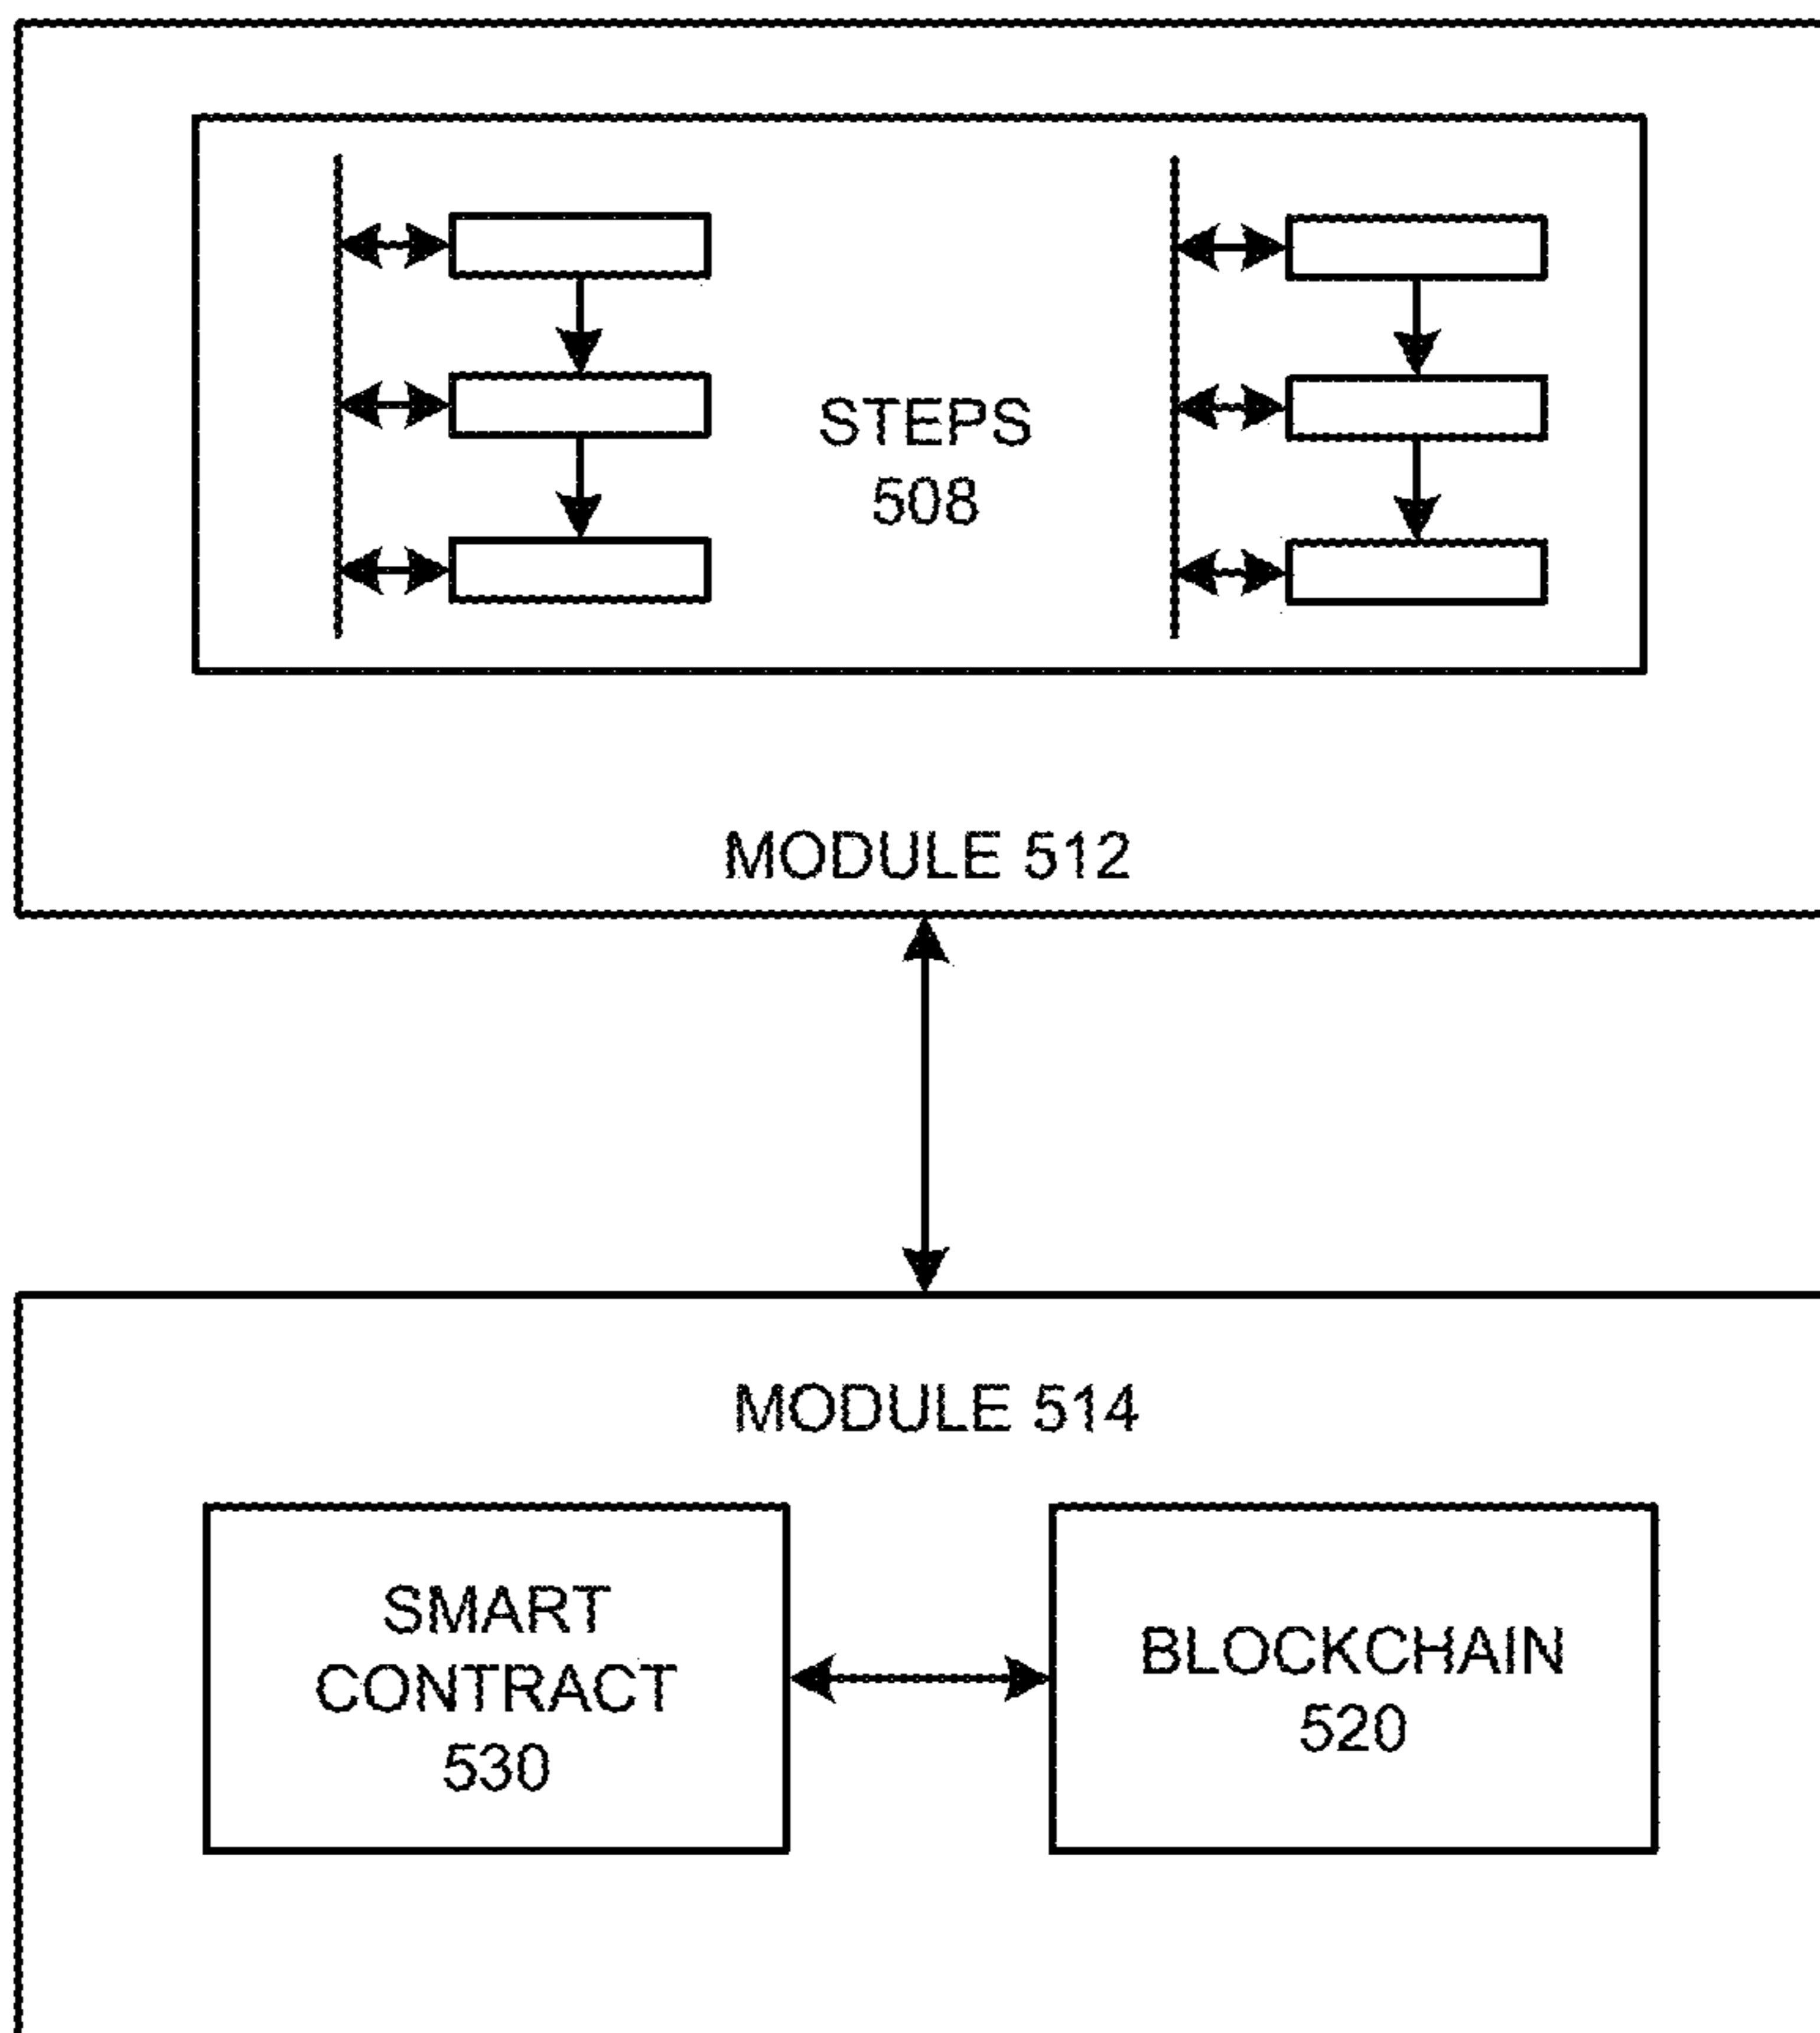 STEPS
508
MODULE 512
MODULE 514
SMART
CONTRACT
530
BLOCKCHAIN
520